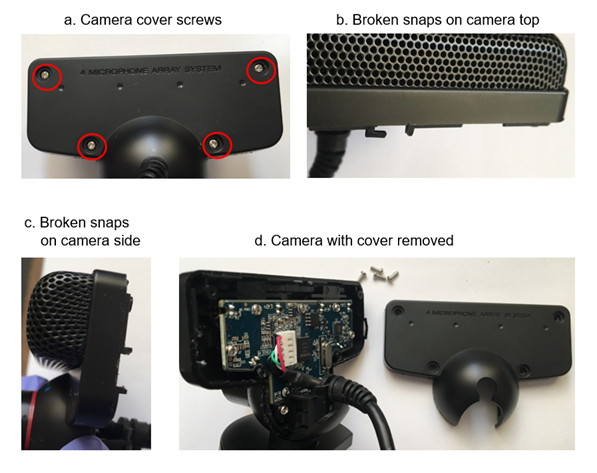 a. Camera cover screws
b. Broken snaps on camera top
4 MICROPHONE ARRAY SYSTEM
c. Broken snaps
on camera side
d. Camera with cover removed
4 MICROPHONE ARRAY SYSTEM